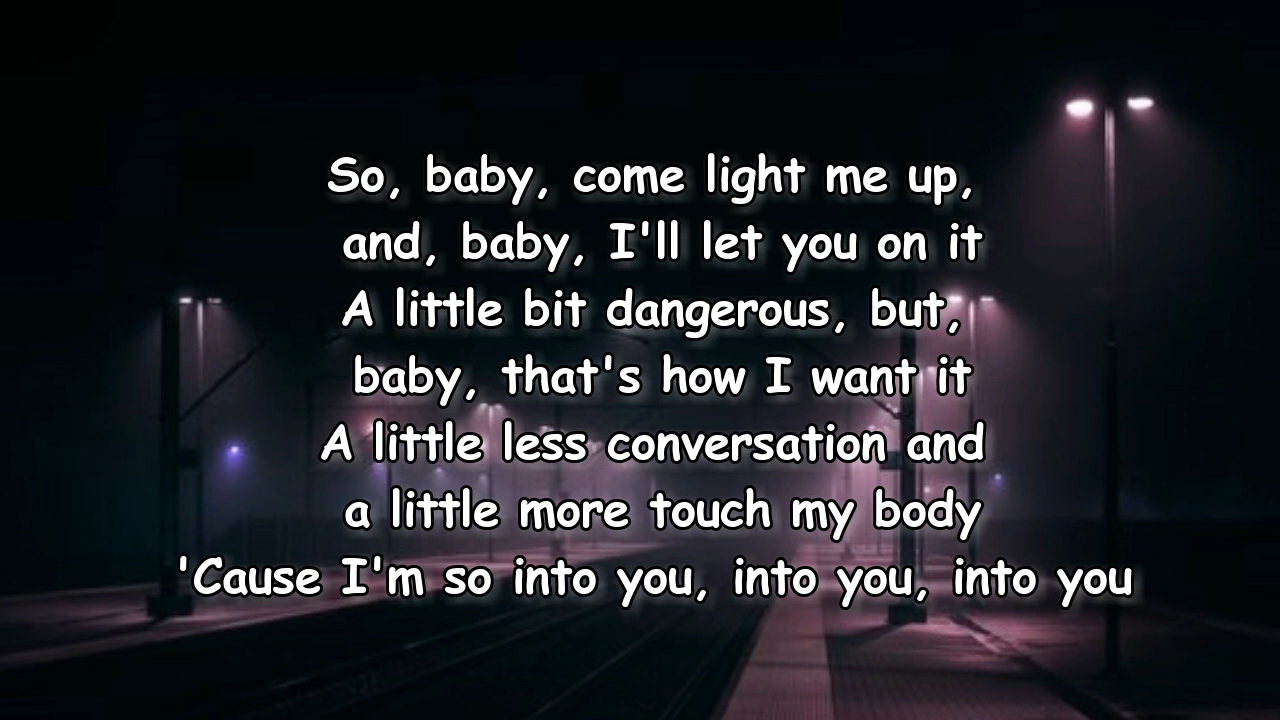 So, baby, come light me up,
and, baby, I'll let you on it
A little bit dangerous, but,
baby, that's how I want it
A little less conversation and
a little more touch my body
'Cause I'm so into you, into you, into you